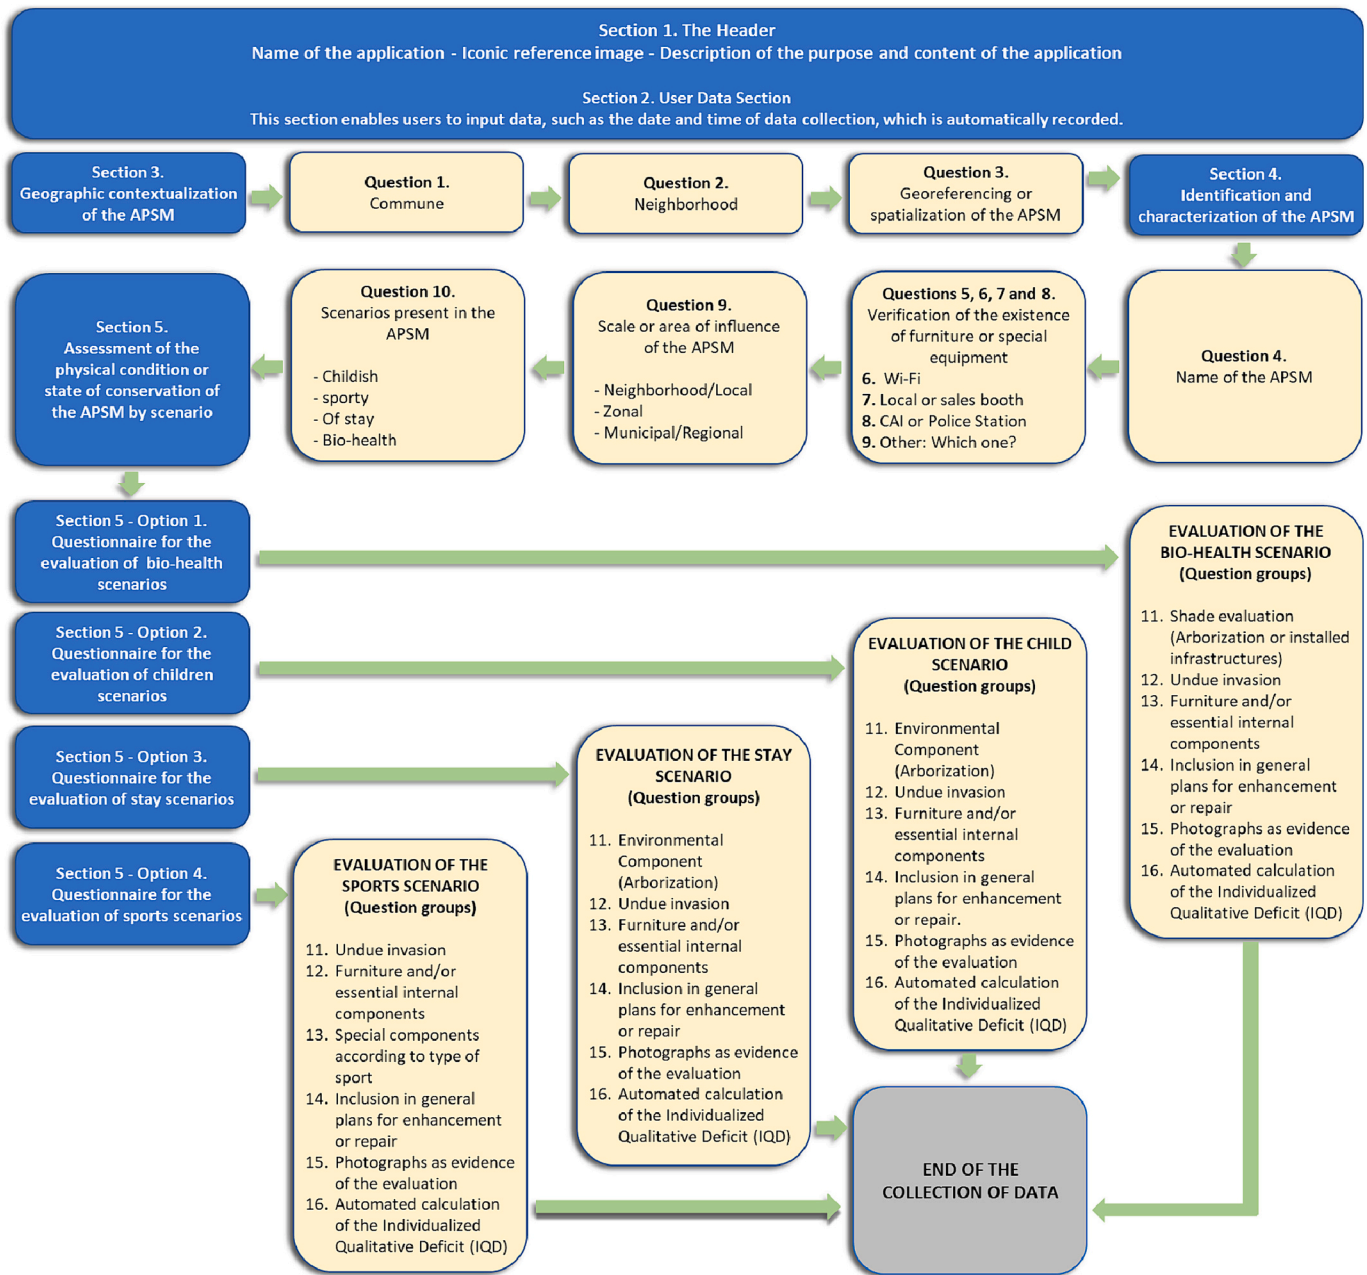 Section 1. The Header
Name of the application - Iconic reference image - Description of the purpose and content of the application
Section 2. User Data Section
This section enables users to input data, such as the date and time of data collection, which is automatically recorded.
Section 3.
Geographic contextualization
of the APSM
Question 1.
Commune
Question 2.
Neighborhood
Question 3.
Georeferencing or
spatialization of the APSM
Section 4.
Identification and
characterization of the APSM
Section 5.
Assessment of the
physical condition or
state of conservation of
the APSM by scenario
Question 10.
Scenarios present in the
APSM
- Childish
- sporty
- Of stay
- Bio-health
Question 9.
Scale or area of influence
of the APSM
- Neighborhood/Local
- Zonal
- Municipal/Regional
Questions 5, 6, 7 and 8.
Verification of the existence
of furniture or special
equipment
6. Wi-Fi
7. Local or sales booth
8. CAI or Police Station
9. Other: Which one?
Question 4.
Name of the APSM
Section 5 - Option 1.
Questionnaire for the
evaluation of bio-health
scenarios
Section 5 - Option 2.
Questionnaire for the
evaluation of children
scenarios
Section 5 - Option 3.
Questionnaire for the
evaluation of stay scenarios
Section 5 - Option 4.
Questionnaire for the
evaluation of sports scenarios
EVALUATION OF THE
SPORTS SCENARIO
(Question groups)
11. Undue invasion
12. Furniture and/or
essential internal
components
13. Special components
according to type of
sport
14. Inclusion in general
plans for enhancement
or repair
15. Photographs as evidence
of the evaluation
16. Automated calculation
of the Individualized
Qualitative Deficit (IQD)
EVALUATION OF THE STAY
SCENARIO
(Question groups)
11. Environmental
Component
(Arborization)
12. Undue invasion
13. Furniture and/or
essential internal
components
14. Inclusion in general
plans for enhancement
or repair
15. Photographs as evidence
of the evaluation
16. Automated calculation
of the Individualized
Qualitative Deficit (IQD)
EVALUATION OF THE CHILD
SCENARIO
(Question groups)
11. Environmental
Component
(Arborization)
12. Undue invasion
13. Furniture and/or
essential internal
components
14. Inclusion in general
plans for enhancement
or repair.
15. Photographs as evidence
of the evaluation
16. Automated calculation
of the Individualized
Qualitative Deficit (IQD)
EVALUATION OF THE
BIO-HEALTH SCENARIO
(Question groups)
11. Shade evaluation
(Arborization or installed
infrastructures)
12. Undue invasion
13. Furniture and/or
essential internal
components
14. Inclusion in general
plans for enhancement
or repair
15. Photographs as evidence
of the evaluation
16. Automated calculation
of the Individualized
Qualitative Deficit (IQD)
END OF THE
COLLECTION OF DATA